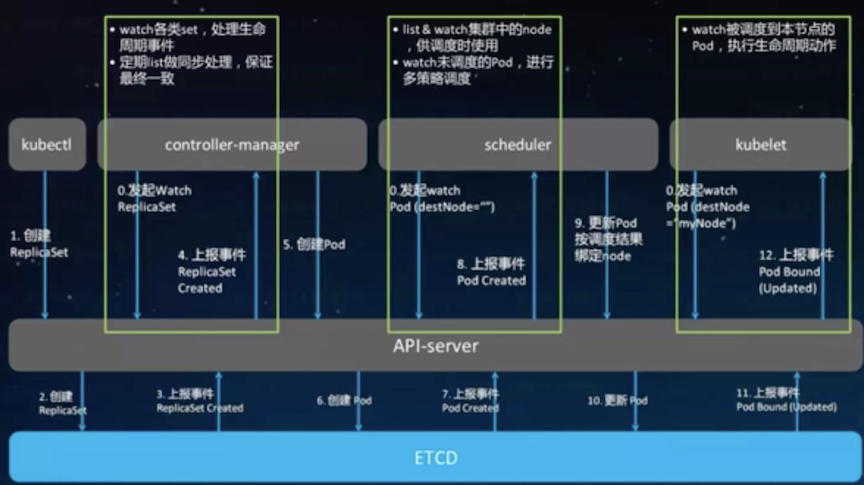 • watch各类set，处理生命
周期事件
• 定期list做同步处理，保证
最终一致
• list & watch集群中的node
，供调度时使用
• watch未调度的Pod，进行
多策略调度
• watch被调度到本节点的
Pod，执行生命周期动作
kubectl
controller-manager
scheduler
kubelet
0.发起Watch
ReplicaSet
0.发起watch
Pod (destNode=“”)
0.发起watch
Pod (destNode
=“myNode”)
1. 创建
ReplicaSet
4. 上报事件
ReplicaSet
Created
5. 创建Pod
8. 上报事件
Pod Created
9. 更新Pod
按调度结果
绑定node
12. 上报事件
Pod Bound
(Updated)
API-server
2. 创建
ReplicaSet
3. 上报事件
ReplicaSet Created
6. 创建 Pod
7. 上报事件
Pod Created
10. 更新 Pod
11. 上报事件
Pod Bound (Updated)
ETCD